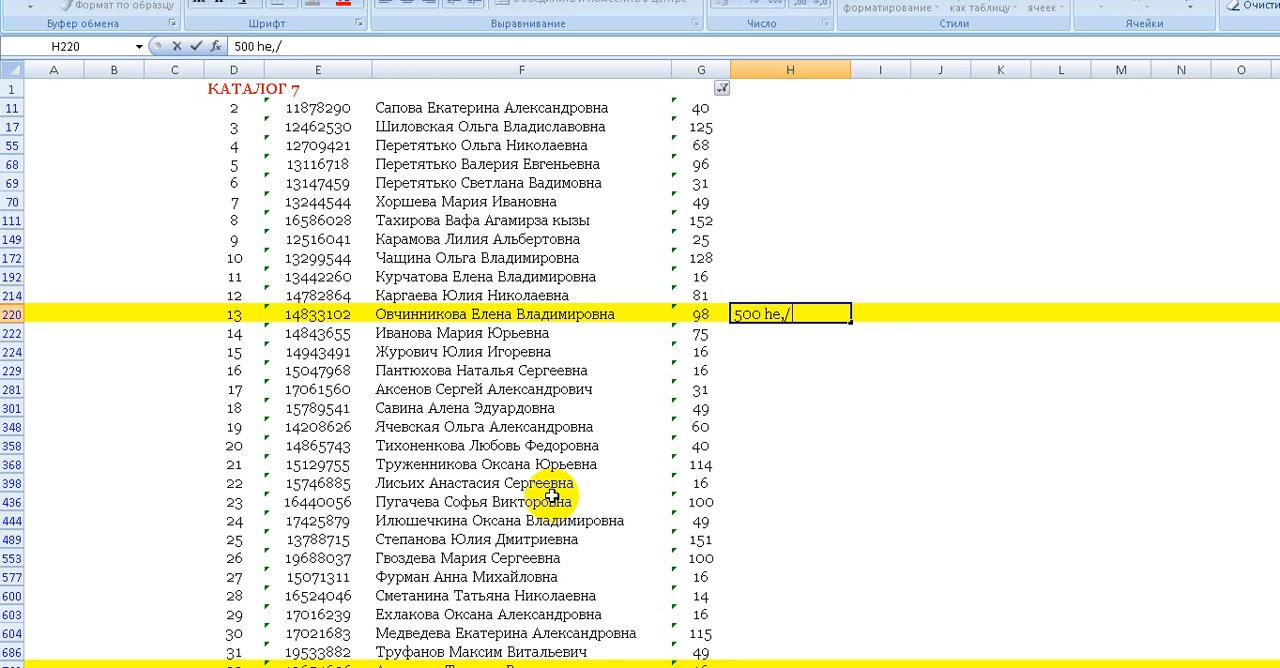 Формат по образцу
форматирование как таблицу ячеек
Очисти
Буфер обмена Шрифт Выравнивание Число Стили Ячейки
H220 500 he,/
A B C D E F G H I J K L M N O
1 КАТАЛОГ 7
11 2 11878290 Сапова Екатерина Александровна 40
17 3 12462530 Шиловская Ольга Владиславовна 125
55 4 12709421 Перетятько Ольга Николаевна 68
68 5 13116718 Перетятько Валерия Евгеньевна 96
69 6 13147459 Перетятько Светлана Вадимовна 31
70 7 13244544 Хоршева Мария Ивановна 49
111 8 16586028 Тахирова Вафа Агамирза кызы 152
149 9 12516041 Карамова Лилия Альбертовна 25
172 10 13299544 Чащина Ольга Владимировна 128
192 11 13442260 Курчатова Елена Владимировна 16
214 12 14782864 Каргаева Юлия Николаевна 81
220 13 14833102 Овчинникова Елена Владимировна 98 500 he,/
222 14 14843655 Иванова Мария Юрьевна 75
224 15 14943491 Журович Юлия Игоревна 16
229 16 15047968 Пантюхова Наталья Сергеевна 16
281 17 17061560 Аксенов Сергей Александрович 31
301 18 15789541 Савина Алена Эдуардовна 49
348 19 14208626 Ячевская Ольга Александровна 60
358 20 14865743 Тихоненкова Любовь Федоровна 40
368 21 15129755 Труженникова Оксана Юрьевна 114
398 22 15746885 Лисьих Анастасия Сергеевна 16
436 23 16440056 Пугачева Софья Викторовна 100
444 24 17425879 Илюшечкина Оксана Владимировна 49
489 25 13788715 Степанова Юлия Дмитриевна 151
553 26 19688037 Гвоздева Мария Сергеевна 100
577 27 15071311 Фурман Анна Михайловна 16
600 28 16524046 Сметанина Татьяна Николаевна 14
603 29 17016239 Ехлакова Оксана Александровна 16
604 30 17021683 Медведева Екатерина Александровна 115
686 31 19533882 Труфанов Максим Витальевич 49